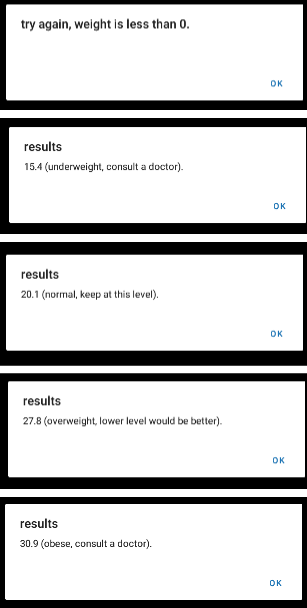 try again, weight is less than 0.
OK
results
15.4 (underweight, consult a doctor).
OK
results
20.1 (normal, keep at this level).
OK
results
27.8 (overweight, lower level would be better).
OK
results
30.9 (obese, consult a doctor).
OK